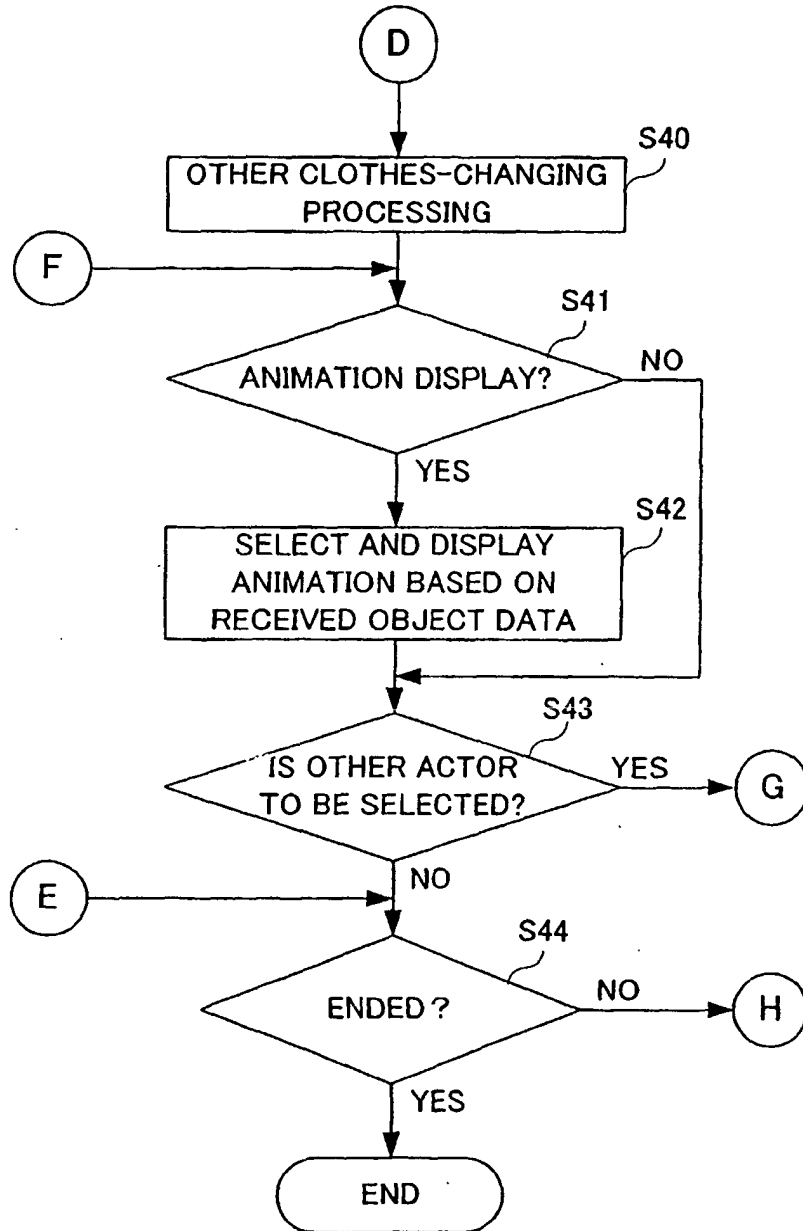 D
S40
OTHER CLOTHES-CHANGING
PROCESSING
F
S41
ANIMATION DISPLAY?
NO
YES
S42
SELECT AND DISPLAY
ANIMATION BASED ON
RECEIVED OBJECT DATA
S43
IS OTHER ACTOR
TO BE SELECTED?
YES
G
NO
E
S44
ENDED?
NO
H
YES
END